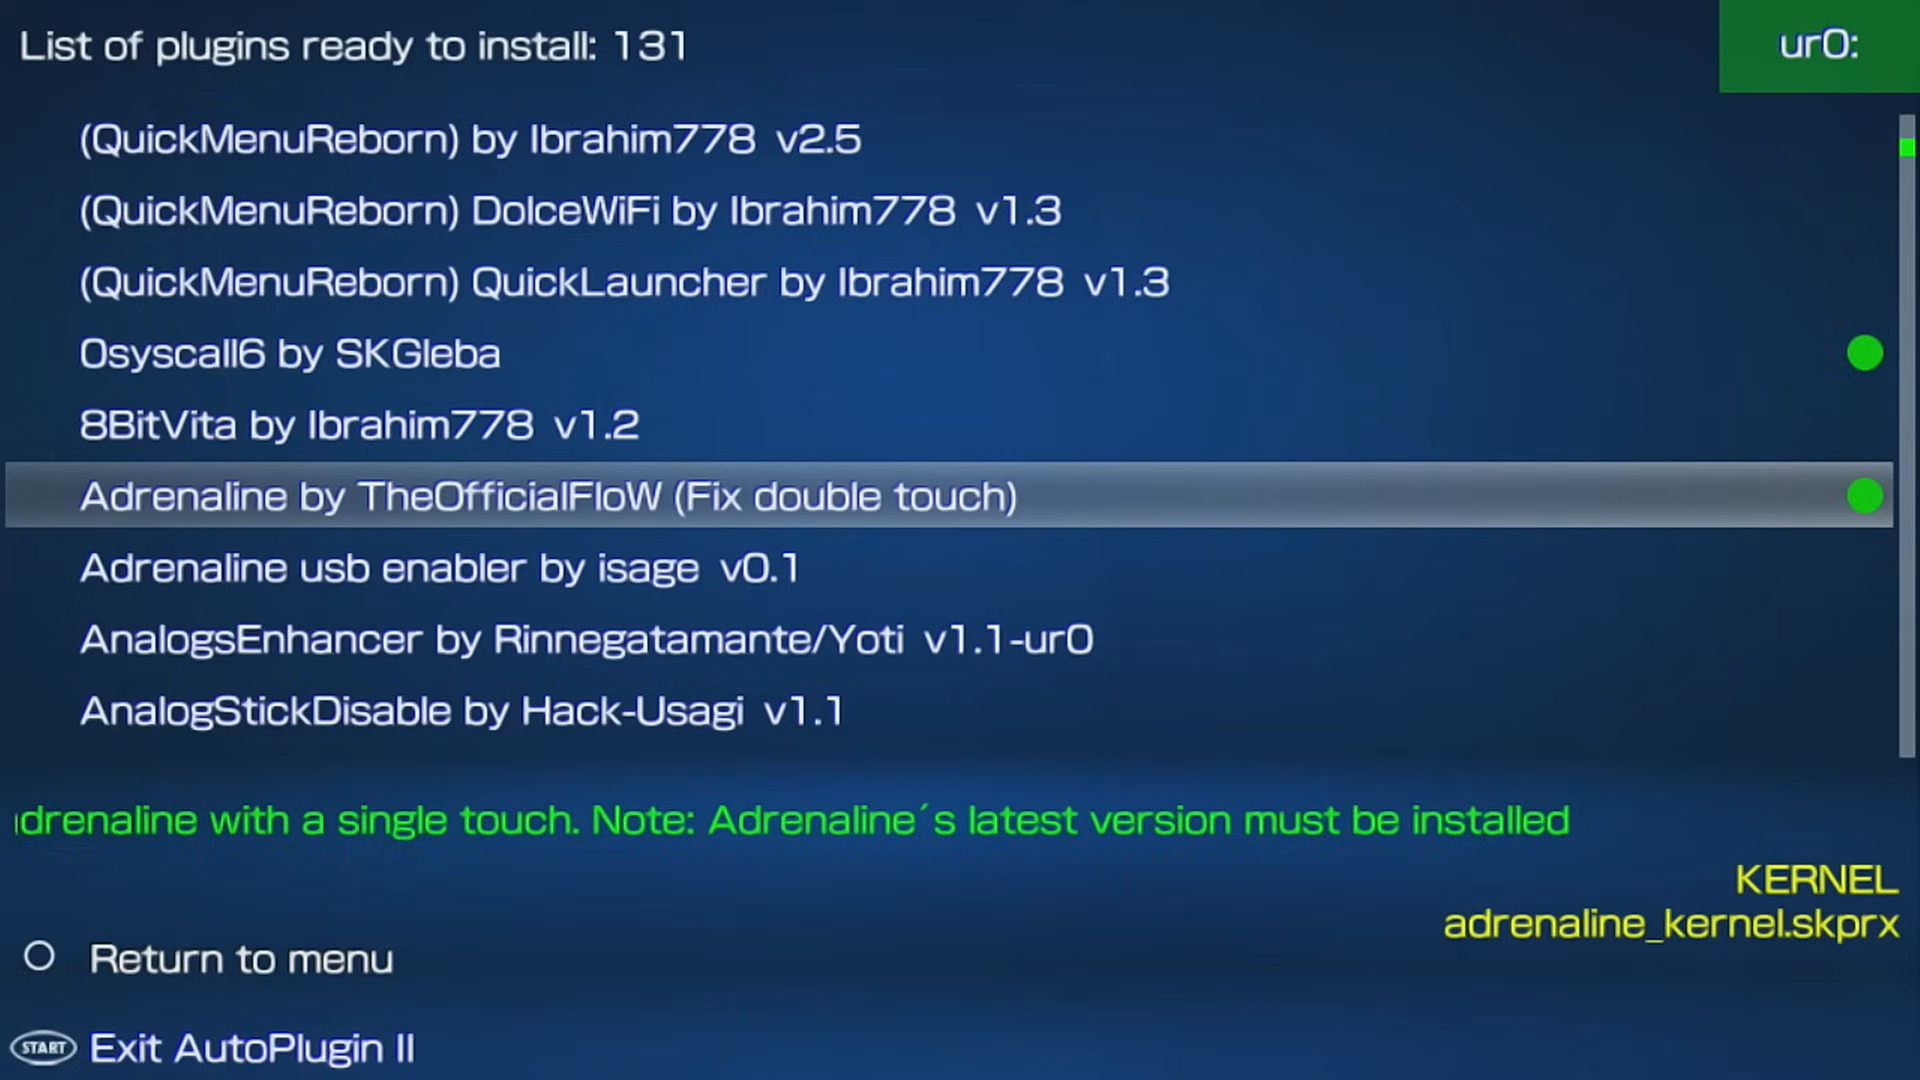 List of plugins ready to install: 131
ur0:
(QuickMenuReborn) by Ibrahim778 v2.5
(QuickMenuReborn) DolceWiFi by Ibrahim778 v1.3
(QuickMenuReborn) QuickLauncher by Ibrahim778 v1.3
0syscall6 by SKGleba
8BitVita by Ibrahim778 v1.2
Adrenaline by TheOfficialFloW (Fix double touch)
Adrenaline usb enabler by isage v0.1
AnalogsEnhancer by Rinnegatamante/Yoti v1.1-ur0
AnalogStickDisable by Hack-Usagi v1.1
drenaline with a single touch. Note: Adrenaline´s latest version must be installed
KERNEL
adrenaline_kernel.skprx
Return to menu
START Exit AutoPlugin II